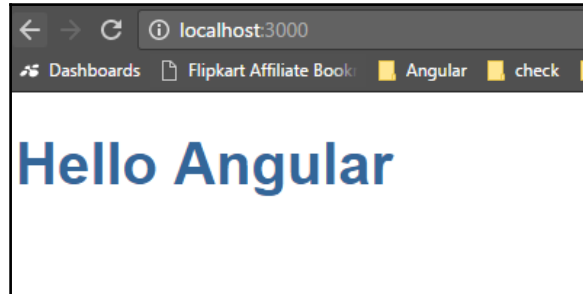 localhost:3000
Dashboards Flipkart Affiliate Book Angular check
Hello Angular